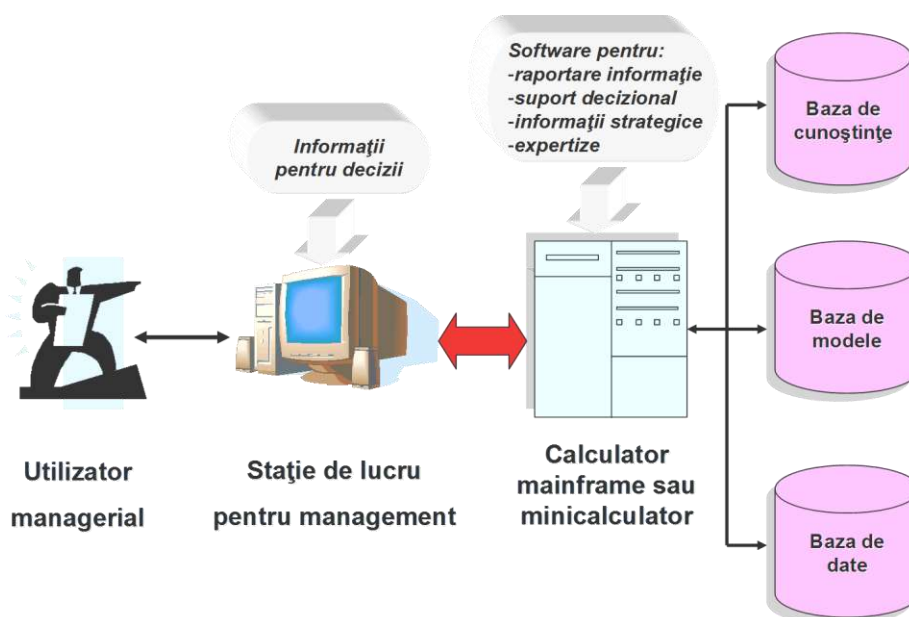 Software pentru:
-raportare informaţie
-suport decizional
-informaţii strategice
-expertize
Informaţii
pentru decizii
Baza de
cunoştinţe
Baza de
modele
Baza de
date
Utilizator
managerial
Staţie de lucru
pentru management
Calculator
mainframe sau
minicalculator